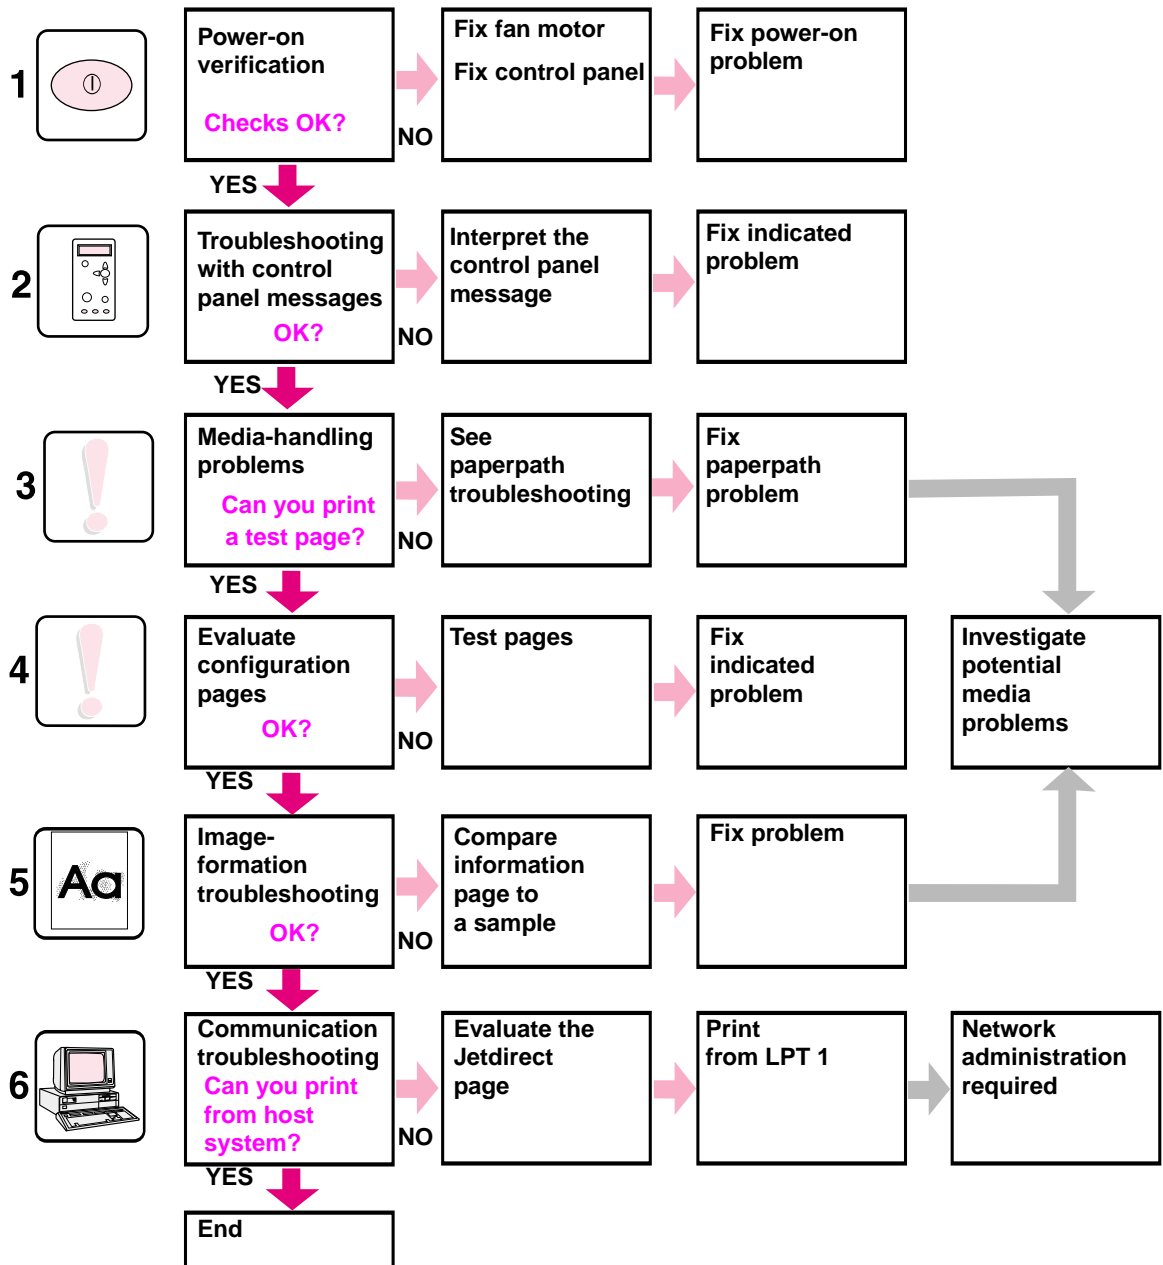 1
Power-on
verification
Checks OK?
NO
Fix fan motor
Fix control panel
Fix power-on
problem
YES
2
Troubleshooting
with control
panel messages
OK?
NO
Interpret the
control panel
message
Fix indicated
problem
YES
3
Media-handling
problems
Can you print
a test page?
NO
See
paperpath
troubleshooting
Fix
paperpath
problem
YES
4
Evaluate
configuration
pages
OK?
NO
Test pages
Fix
indicated
problem
Investigate
potential
media
problems
YES
5
Aa
Image-
formation
troubleshooting
OK?
NO
Compare
information
page to
a sample
Fix problem
YES
6
Communication
troubleshooting
Can you print
from host
system?
NO
Evaluate the
Jetdirect
page
Print
from LPT 1
Network
administration
required
YES
End